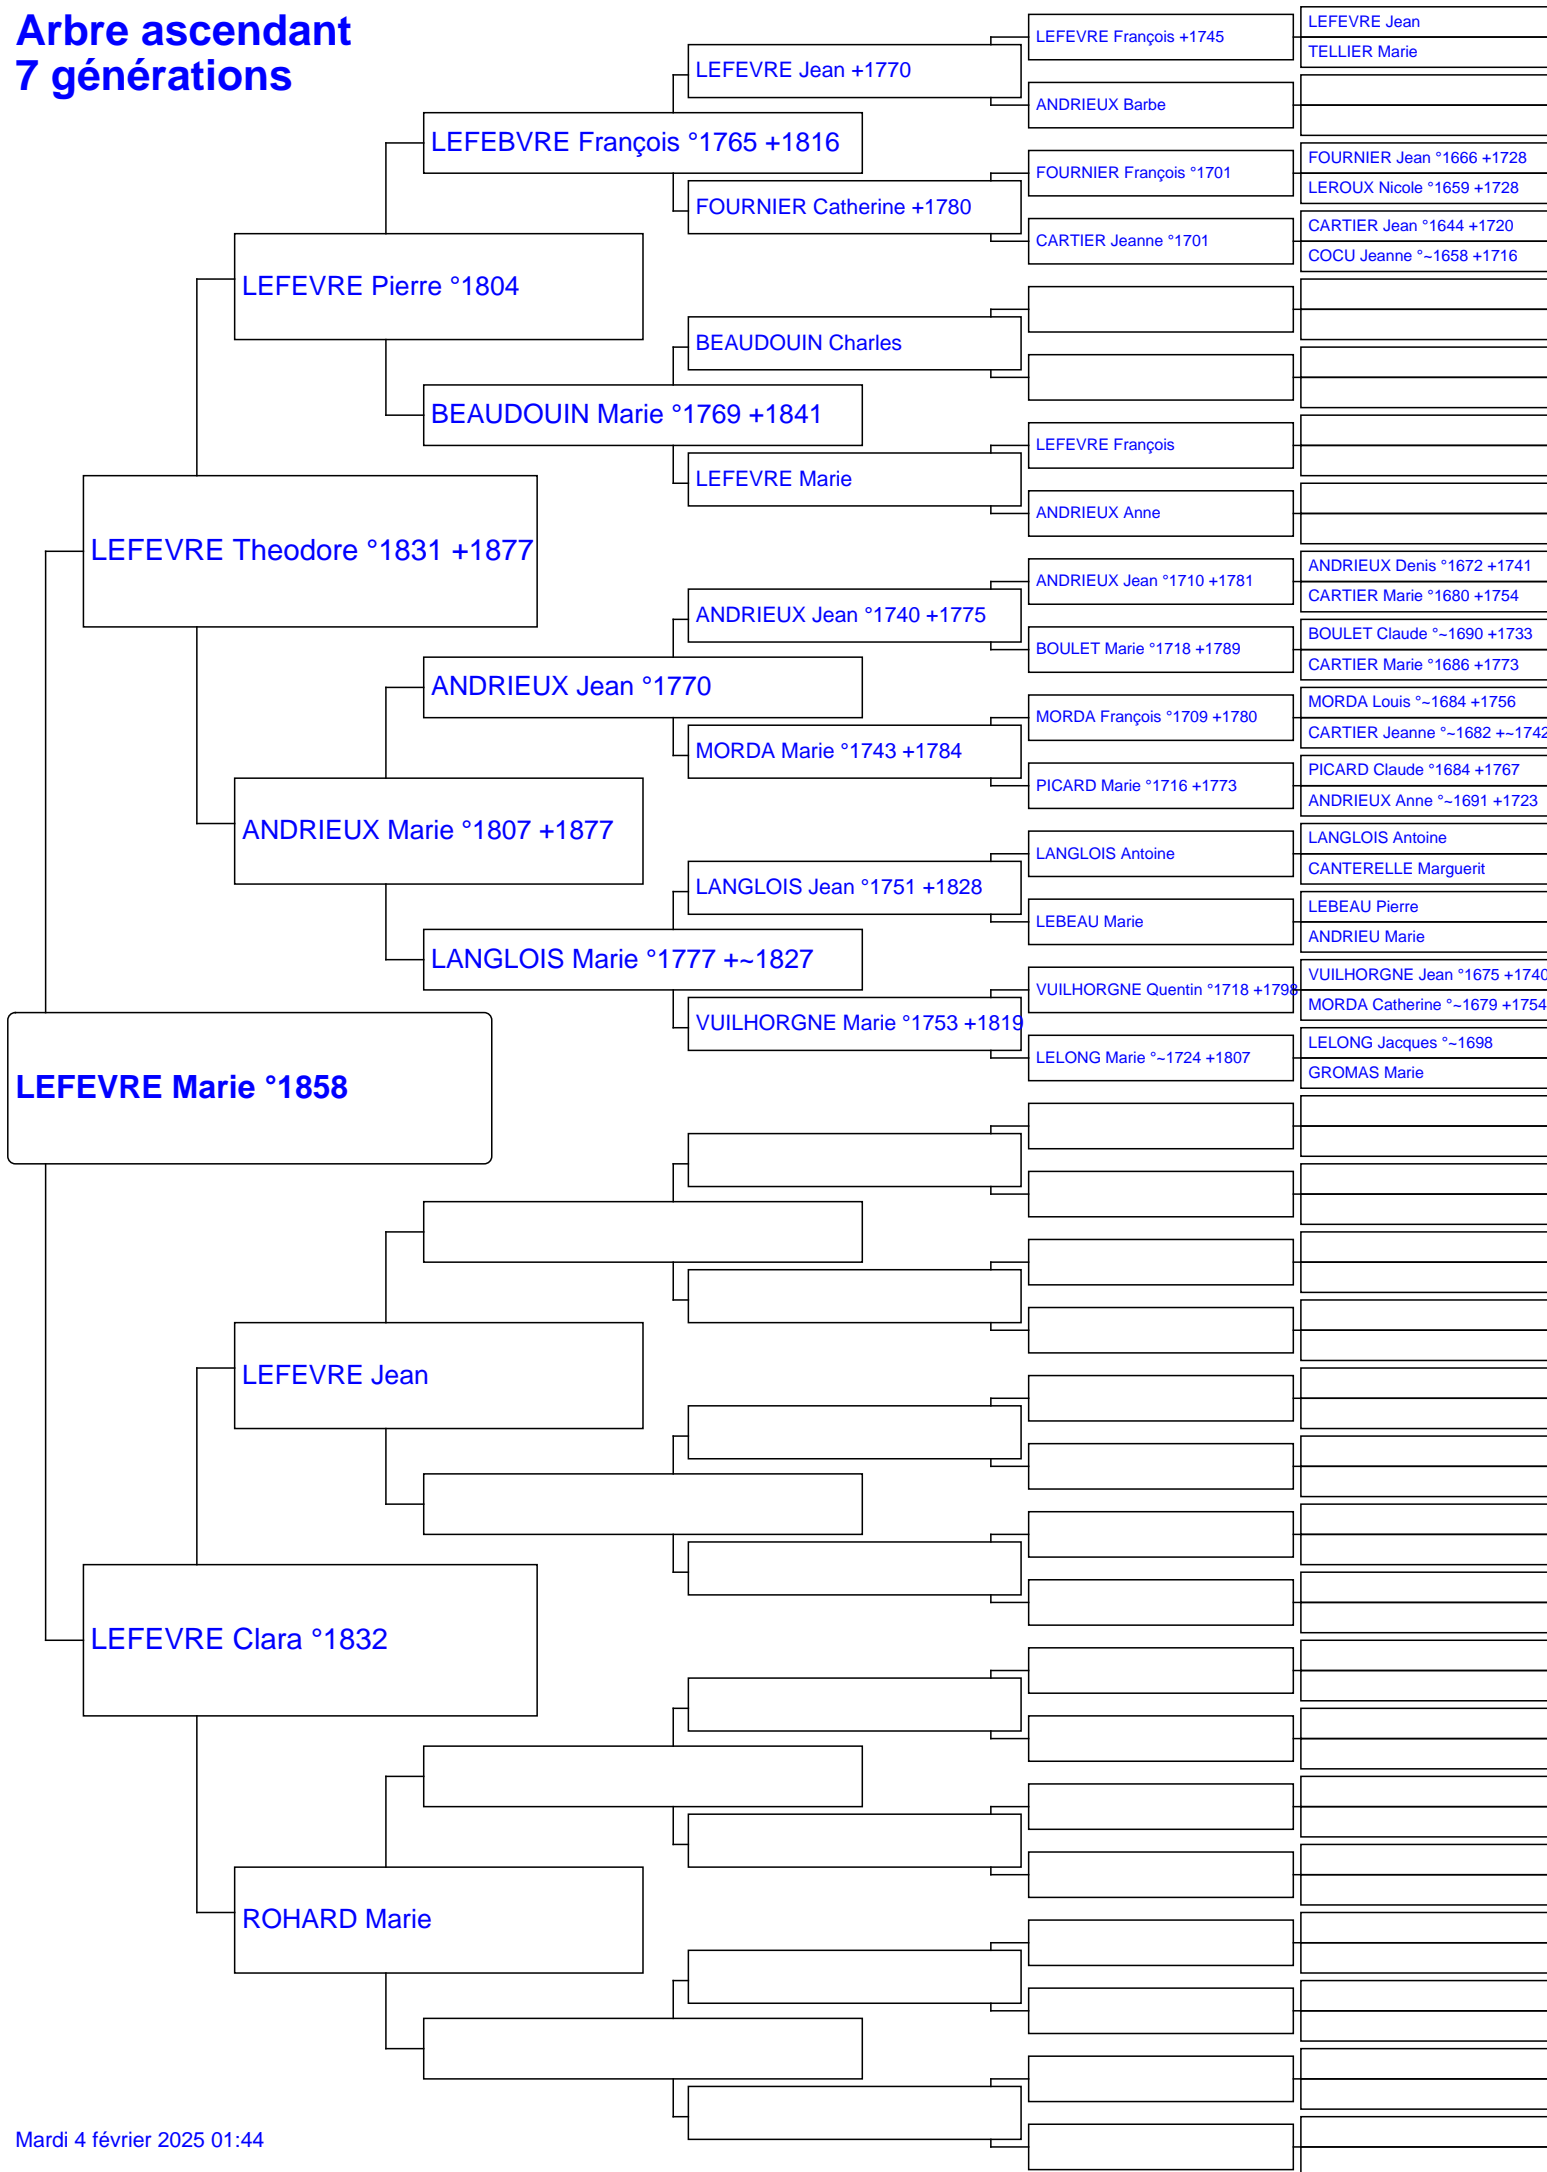 Arbre ascendant
7 générations
LEFEVRE Jean
LEFEVRE François +1745
TELLIER Marie
LEFEVRE Jean +1770
ANDRIEUX Barbe
LEFEBVRE François °1765 +1816
FOURNIER Jean °1666 +1728
FOURNIER François °1701
LEROUX Nicole °1659 +1728
FOURNIER Catherine +1780
CARTIER Jean °1644 +1720
CARTIER Jeanne °1701
COCU Jeanne °~1658 +1716
LEFEVRE Pierre °1804
BEAUDOUIN Charles
BEAUDOUIN Marie °1769 +1841
LEFEVRE François
LEFEVRE Marie
ANDRIEUX Anne
LEFEVRE Theodore °1831 +1877
ANDRIEUX Denis °1672 +1741
ANDRIEUX Jean °1710 +1781
CARTIER Marie °1680 +1754
ANDRIEUX Jean °1740 +1775
BOULET Claude °~1690 +1733
BOULET Marie °1718 +1789
CARTIER Marie °1686 +1773
ANDRIEUX Jean °1770
MORDA Louis °~1684 +1756
MORDA François °1709 +1780
CARTIER Jeanne °~1682 +~1742
MORDA Marie °1743 +1784
PICARD Claude °1684 +1767
PICARD Marie °1716 +1773
ANDRIEUX Anne °~1691 +1723
ANDRIEUX Marie °1807 +1877
LANGLOIS Antoine
LANGLOIS Antoine
CANTERELLE Marguerit
LANGLOIS Jean °1751 +1828
LEBEAU Pierre
LEBEAU Marie
ANDRIEU Marie
LANGLOIS Marie °1777 +~1827
VUILHORGNE Jean °1675 +1740
VUILHORGNE Quentin °1718 +1798
MORDA Catherine °~1679 +1754
VUILHORGNE Marie °1753 +1819
LELONG Jacques °~1698
LELONG Marie °~1724 +1807
GROMAS Marie
LEFEVRE Marie °1858
LEFEVRE Jean
LEFEVRE Clara °1832
ROHARD Marie
Mardi 4 février 2025 01:44